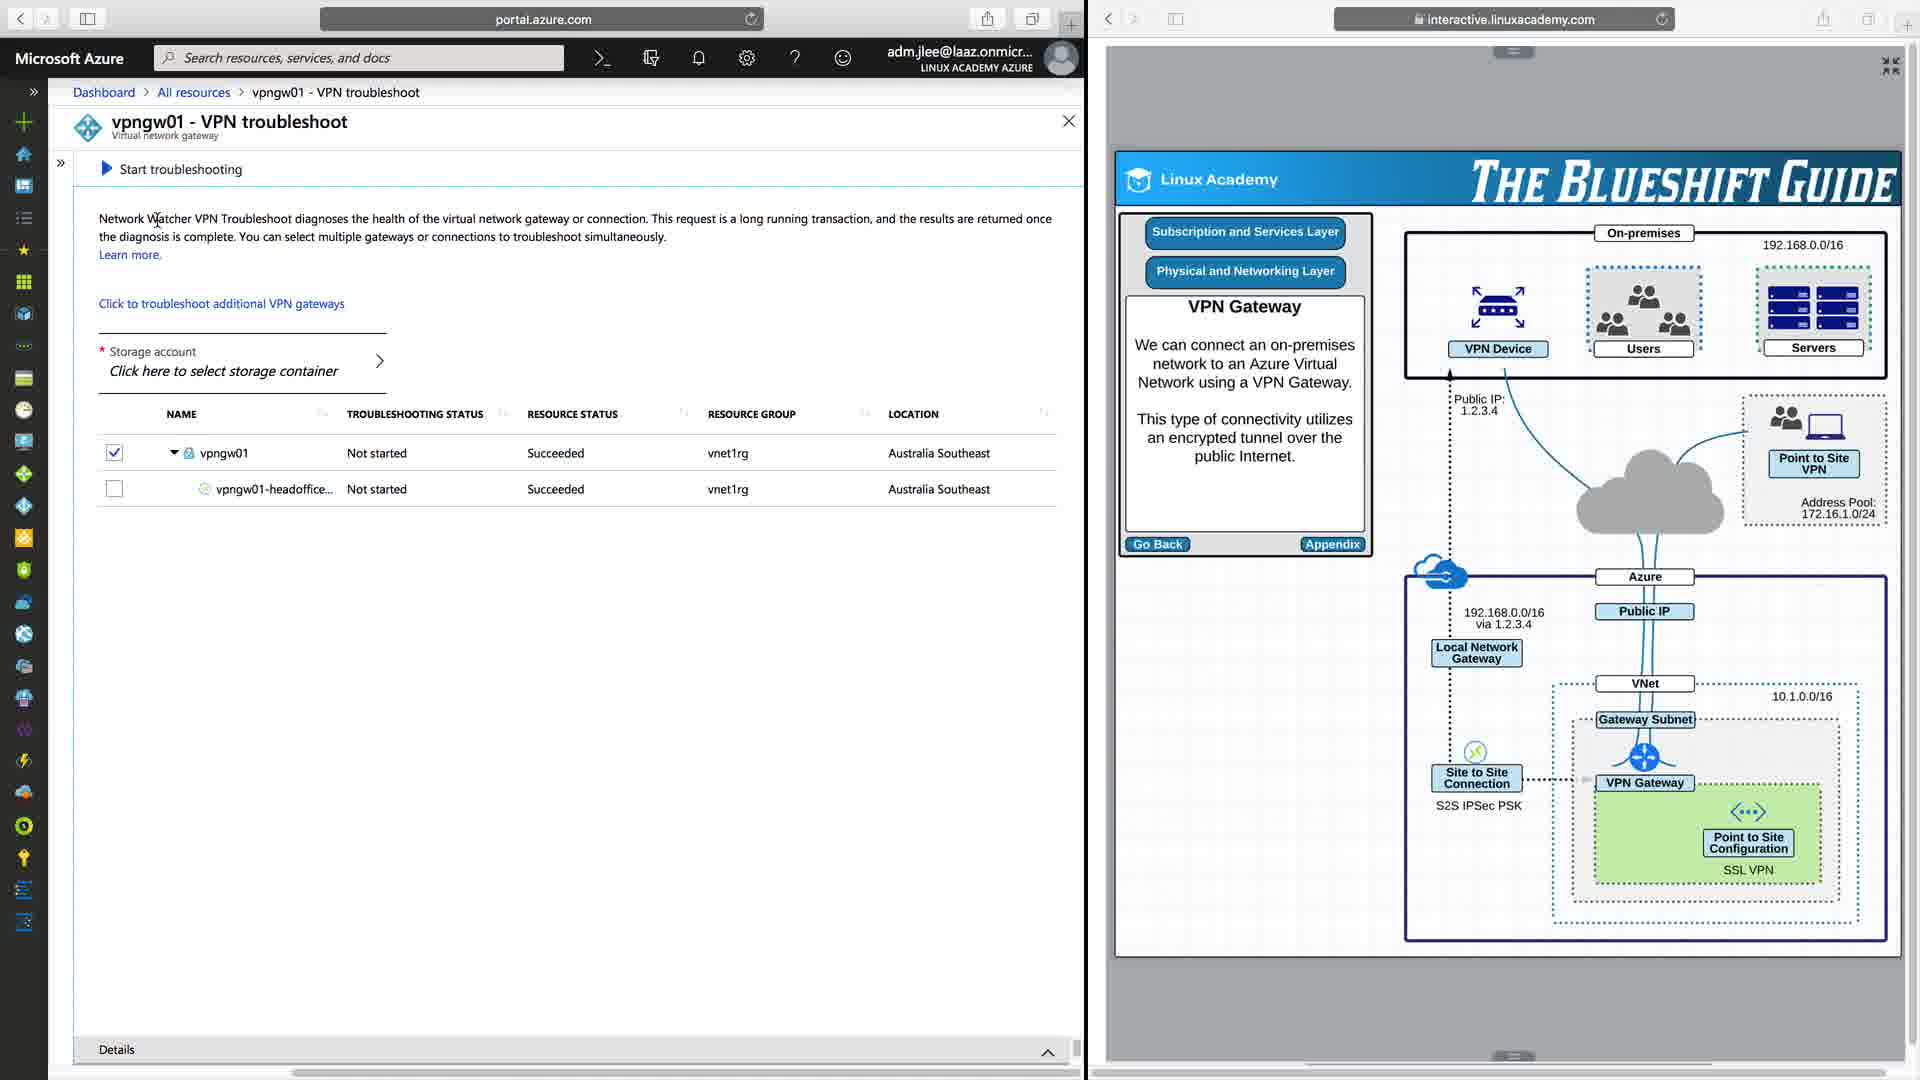 portal.azure.com
Microsoft Azure
Search resources, services, and docs
adm.jlee@laaz.onmicr...
LINUX ACADEMY AZURE
Dashboard > All resources > vpngw01 - VPN troubleshoot
vpngw01 - VPN troubleshoot
Virtual network gateway
Start troubleshooting
Network Watcher VPN Troubleshoot diagnoses the health of the virtual network gateway or connection. This request is a long running transaction, and the results are returned once
the diagnosis is complete. You can select multiple gateways or connections to troubleshoot simultaneously.
Learn more.
Click to troubleshoot additional VPN gateways
* Storage account
Click here to select storage container
NAME TROUBLESHOOTING STATUS RESOURCE STATUS RESOURCE GROUP LOCATION
vpngw01 Not started Succeeded vnet1rg Australia Southeast
vpngw01-headoffice... Not started Succeeded vnet1rg Australia Southeast
Details
interactive.linuxacademy.com
Linux Academy
THE BLUESHIFT GUIDE
Subscription and Services Layer
Physical and Networking Layer
VPN Gateway
We can connect an on-premises
network to an Azure Virtual
Network using a VPN Gateway.
This type of connectivity utilizes
an encrypted tunnel over the
public Internet.
Go Back
Appendix
On-premises
192.168.0.0/16
VPN Device
Users
Servers
Public IP:
1.2.3.4
Point to Site
VPN
Address Pool:
172.16.1.0/24
Azure
Public IP
192.168.0.0/16
via 1.2.3.4
Local Network
Gateway
VNet
10.1.0.0/16
Gateway Subnet
Site to Site
Connection
S2S IPSec PSK
VPN Gateway
Point to Site
Configuration
SSL VPN